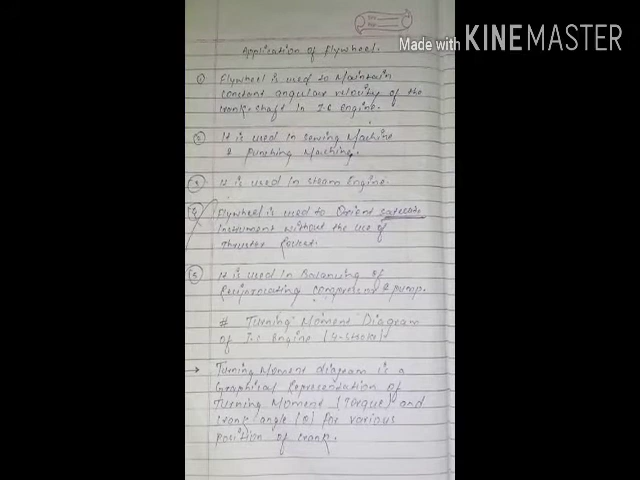 Made with KINEMASTER
Application of Flywheel.
① Flywheel is used to Maintain
constant angular velocity of the
crank-shaft in I.C Engine.
② It is used in sewing Machine
& Punching Machine.
③ It is used in steam Engine.
④ Flywheel is used to Orient
instrument without the use of
thruster Rocket.
⑤ It is used in Balancing of
Reciprocating compressor & pump.
# Turning Moment Diagram
of I.C Engine (4-stroke)
→ Turning Moment diagram is a
Graphical Representation of
Turning Moment (Torque) and
crank angle (θ) for various
position of crank.